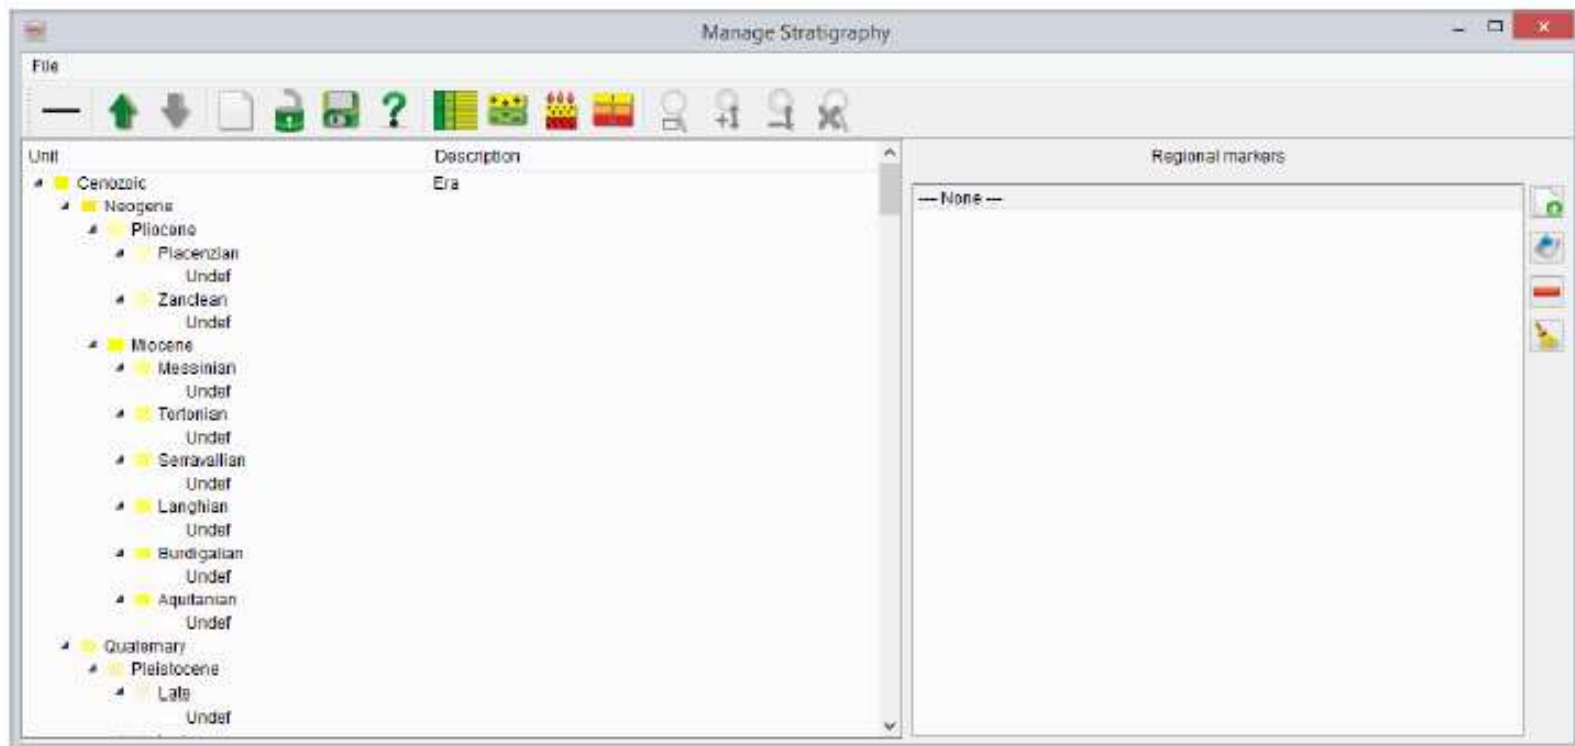 Manage Stratigraphy
File
Unit Description
Regional markers
Cenozoic Era
--- None ---
Neogene
Pliocene
Piacenzian
Undef
Zanclean
Undef
Miocene
Messinian
Undef
Tortonian
Undef
Serravallian
Undef
Langhian
Undef
Burdigalian
Undef
Aquitanian
Undef
Quaternary
Pleistocene
Late
Undef